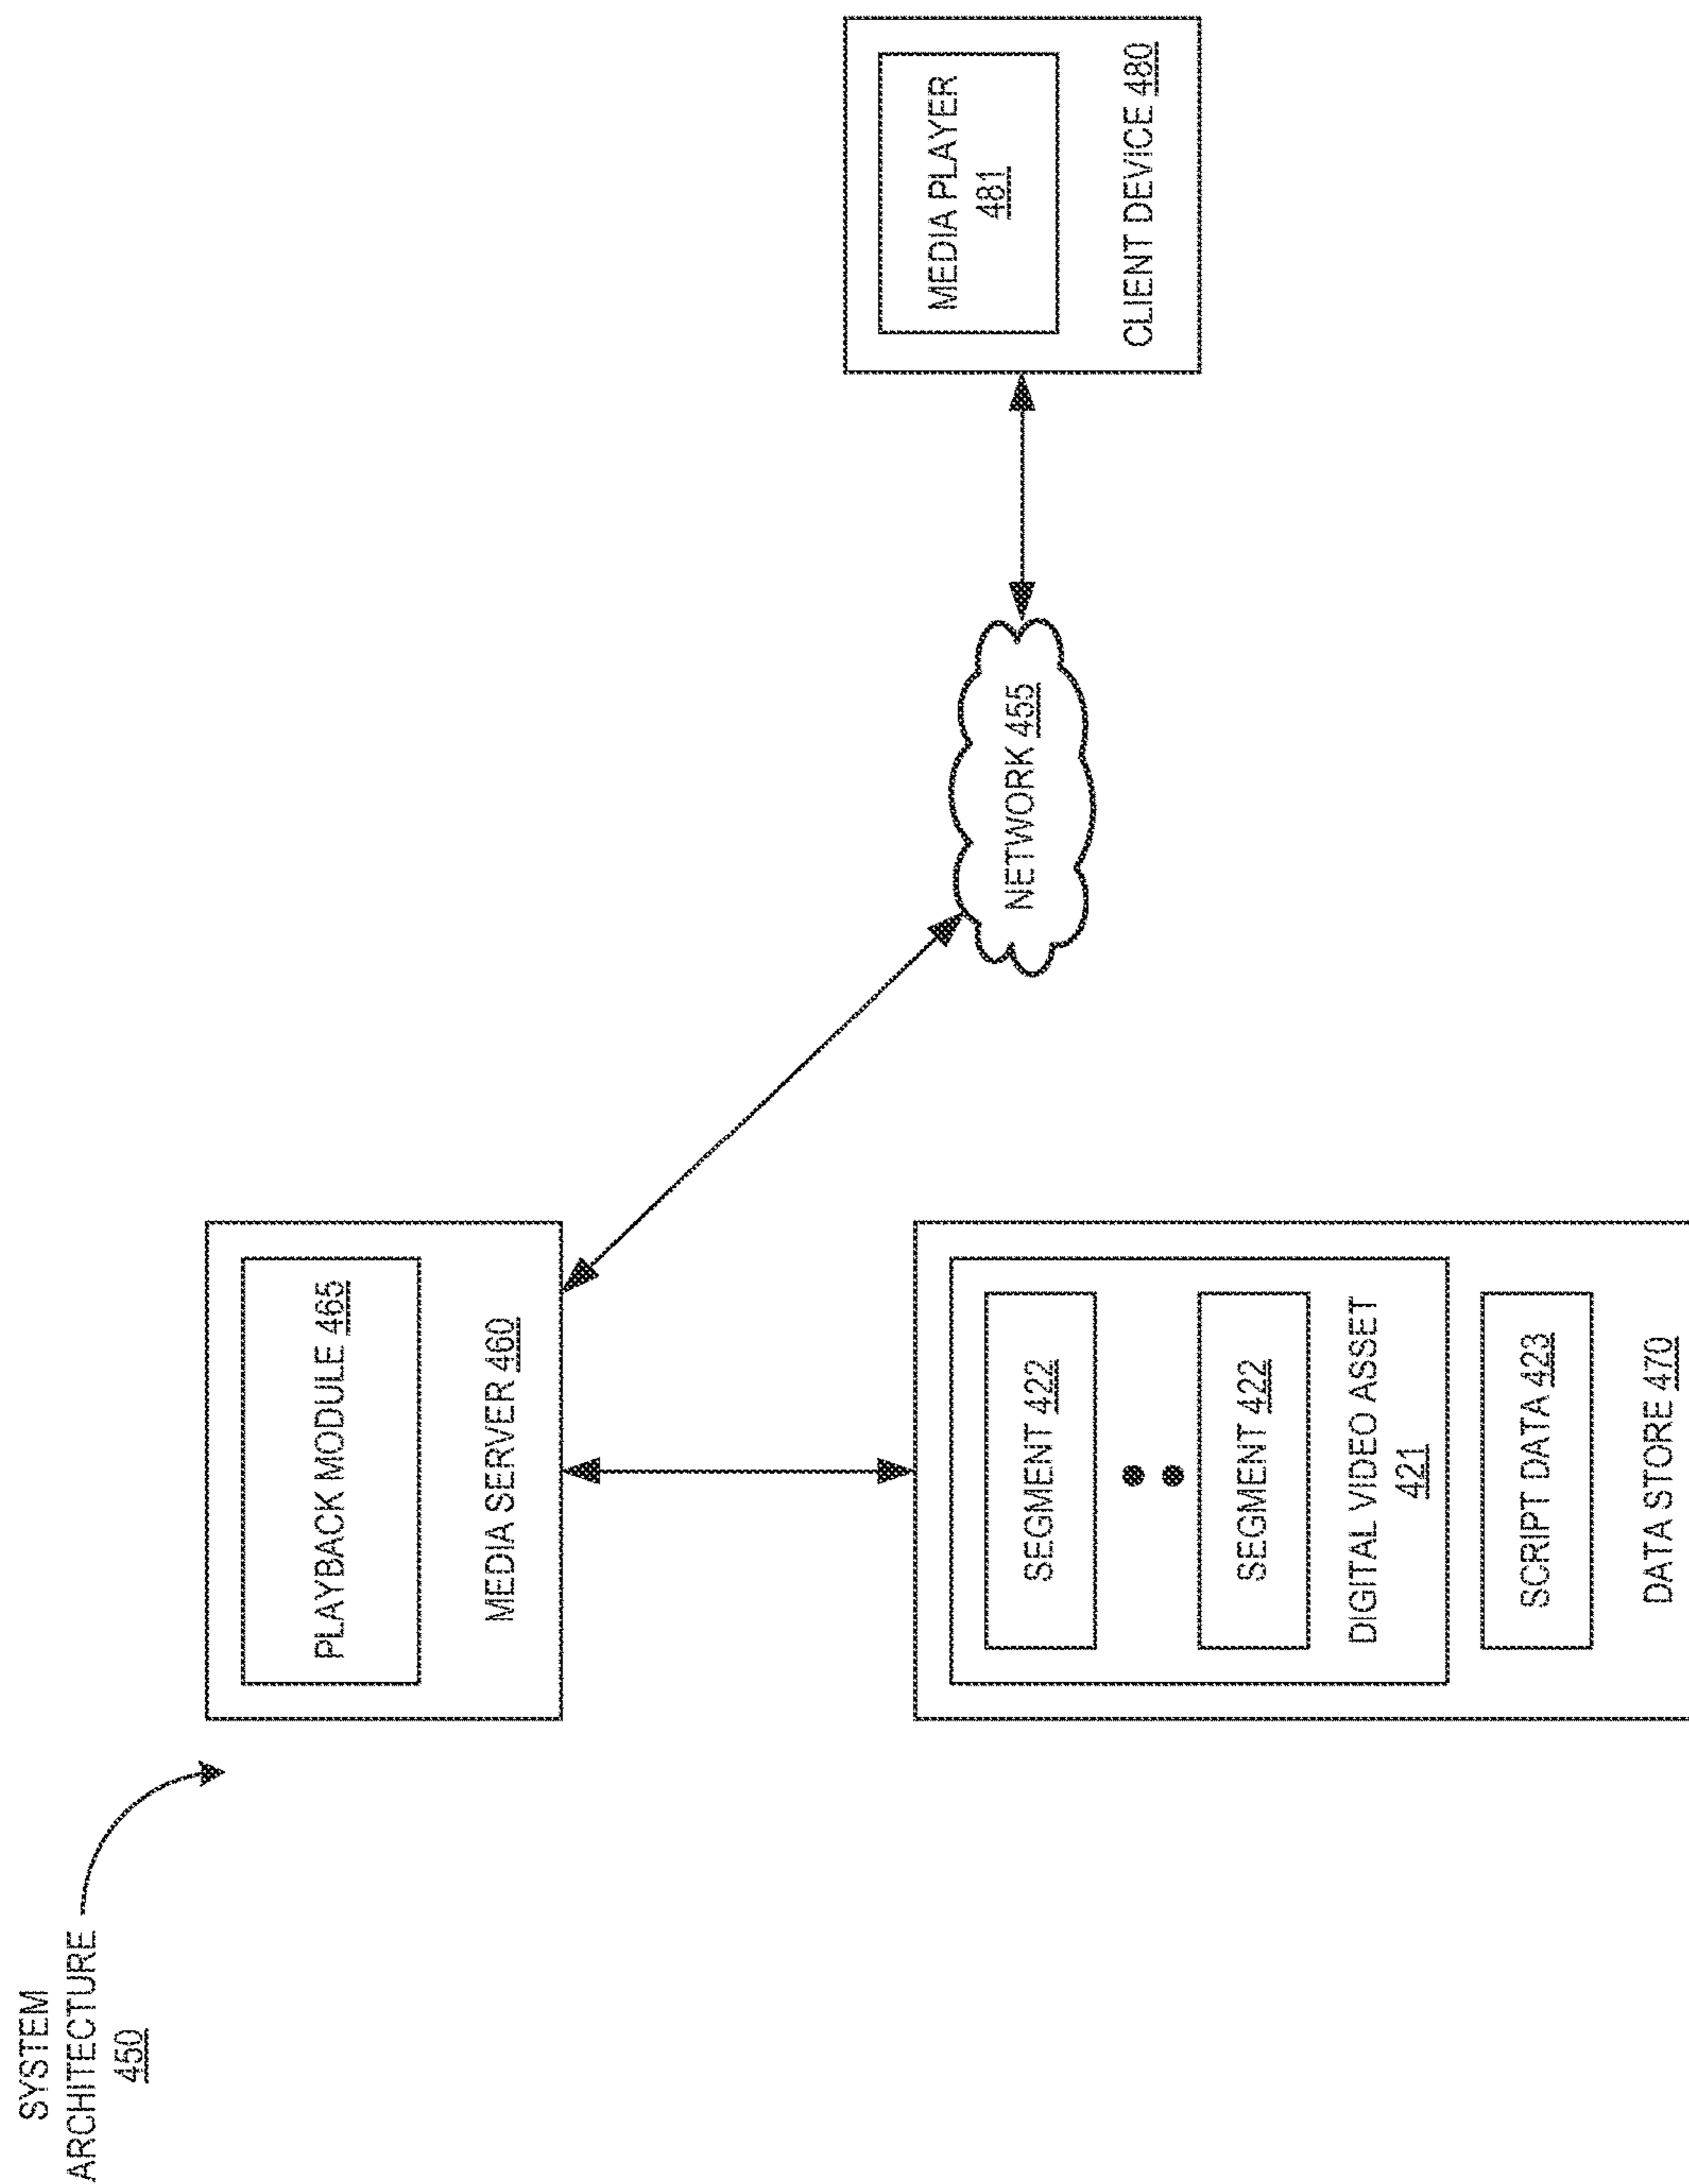 SYSTEM
ARCHITECTURE
450
PLAYBACK MODULE 465
MEDIA SERVER 460
SEGMENT 422
SEGMENT 422
DIGITAL VIDEO ASSET
421
SCRIPT DATA 423
DATA STORE 470
NETWORK 455
MEDIA PLAYER
481
CLIENT DEVICE 480